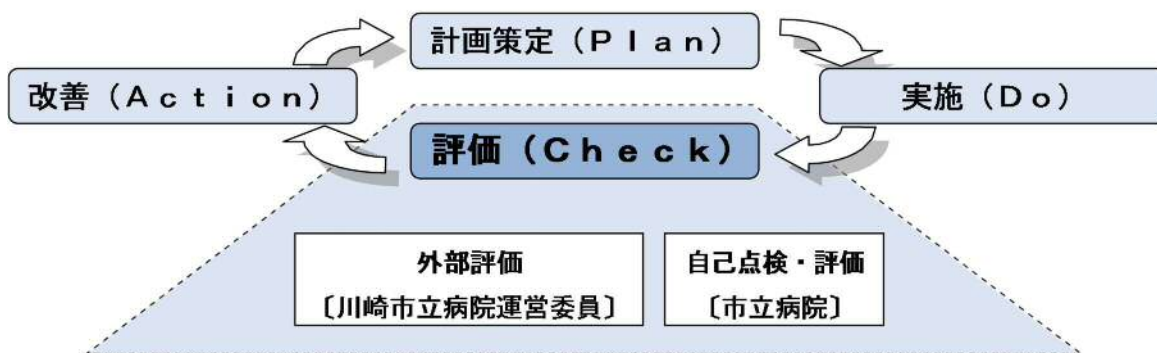 計画策定（Ｐｌａｎ）
改善（Ａｃｔｉｏｎ）
実施（Ｄｏ）
評価（Ｃｈｅｃｋ）
外部評価
〔川崎市立病院運営委員〕
自己点検・評価
〔市立病院〕